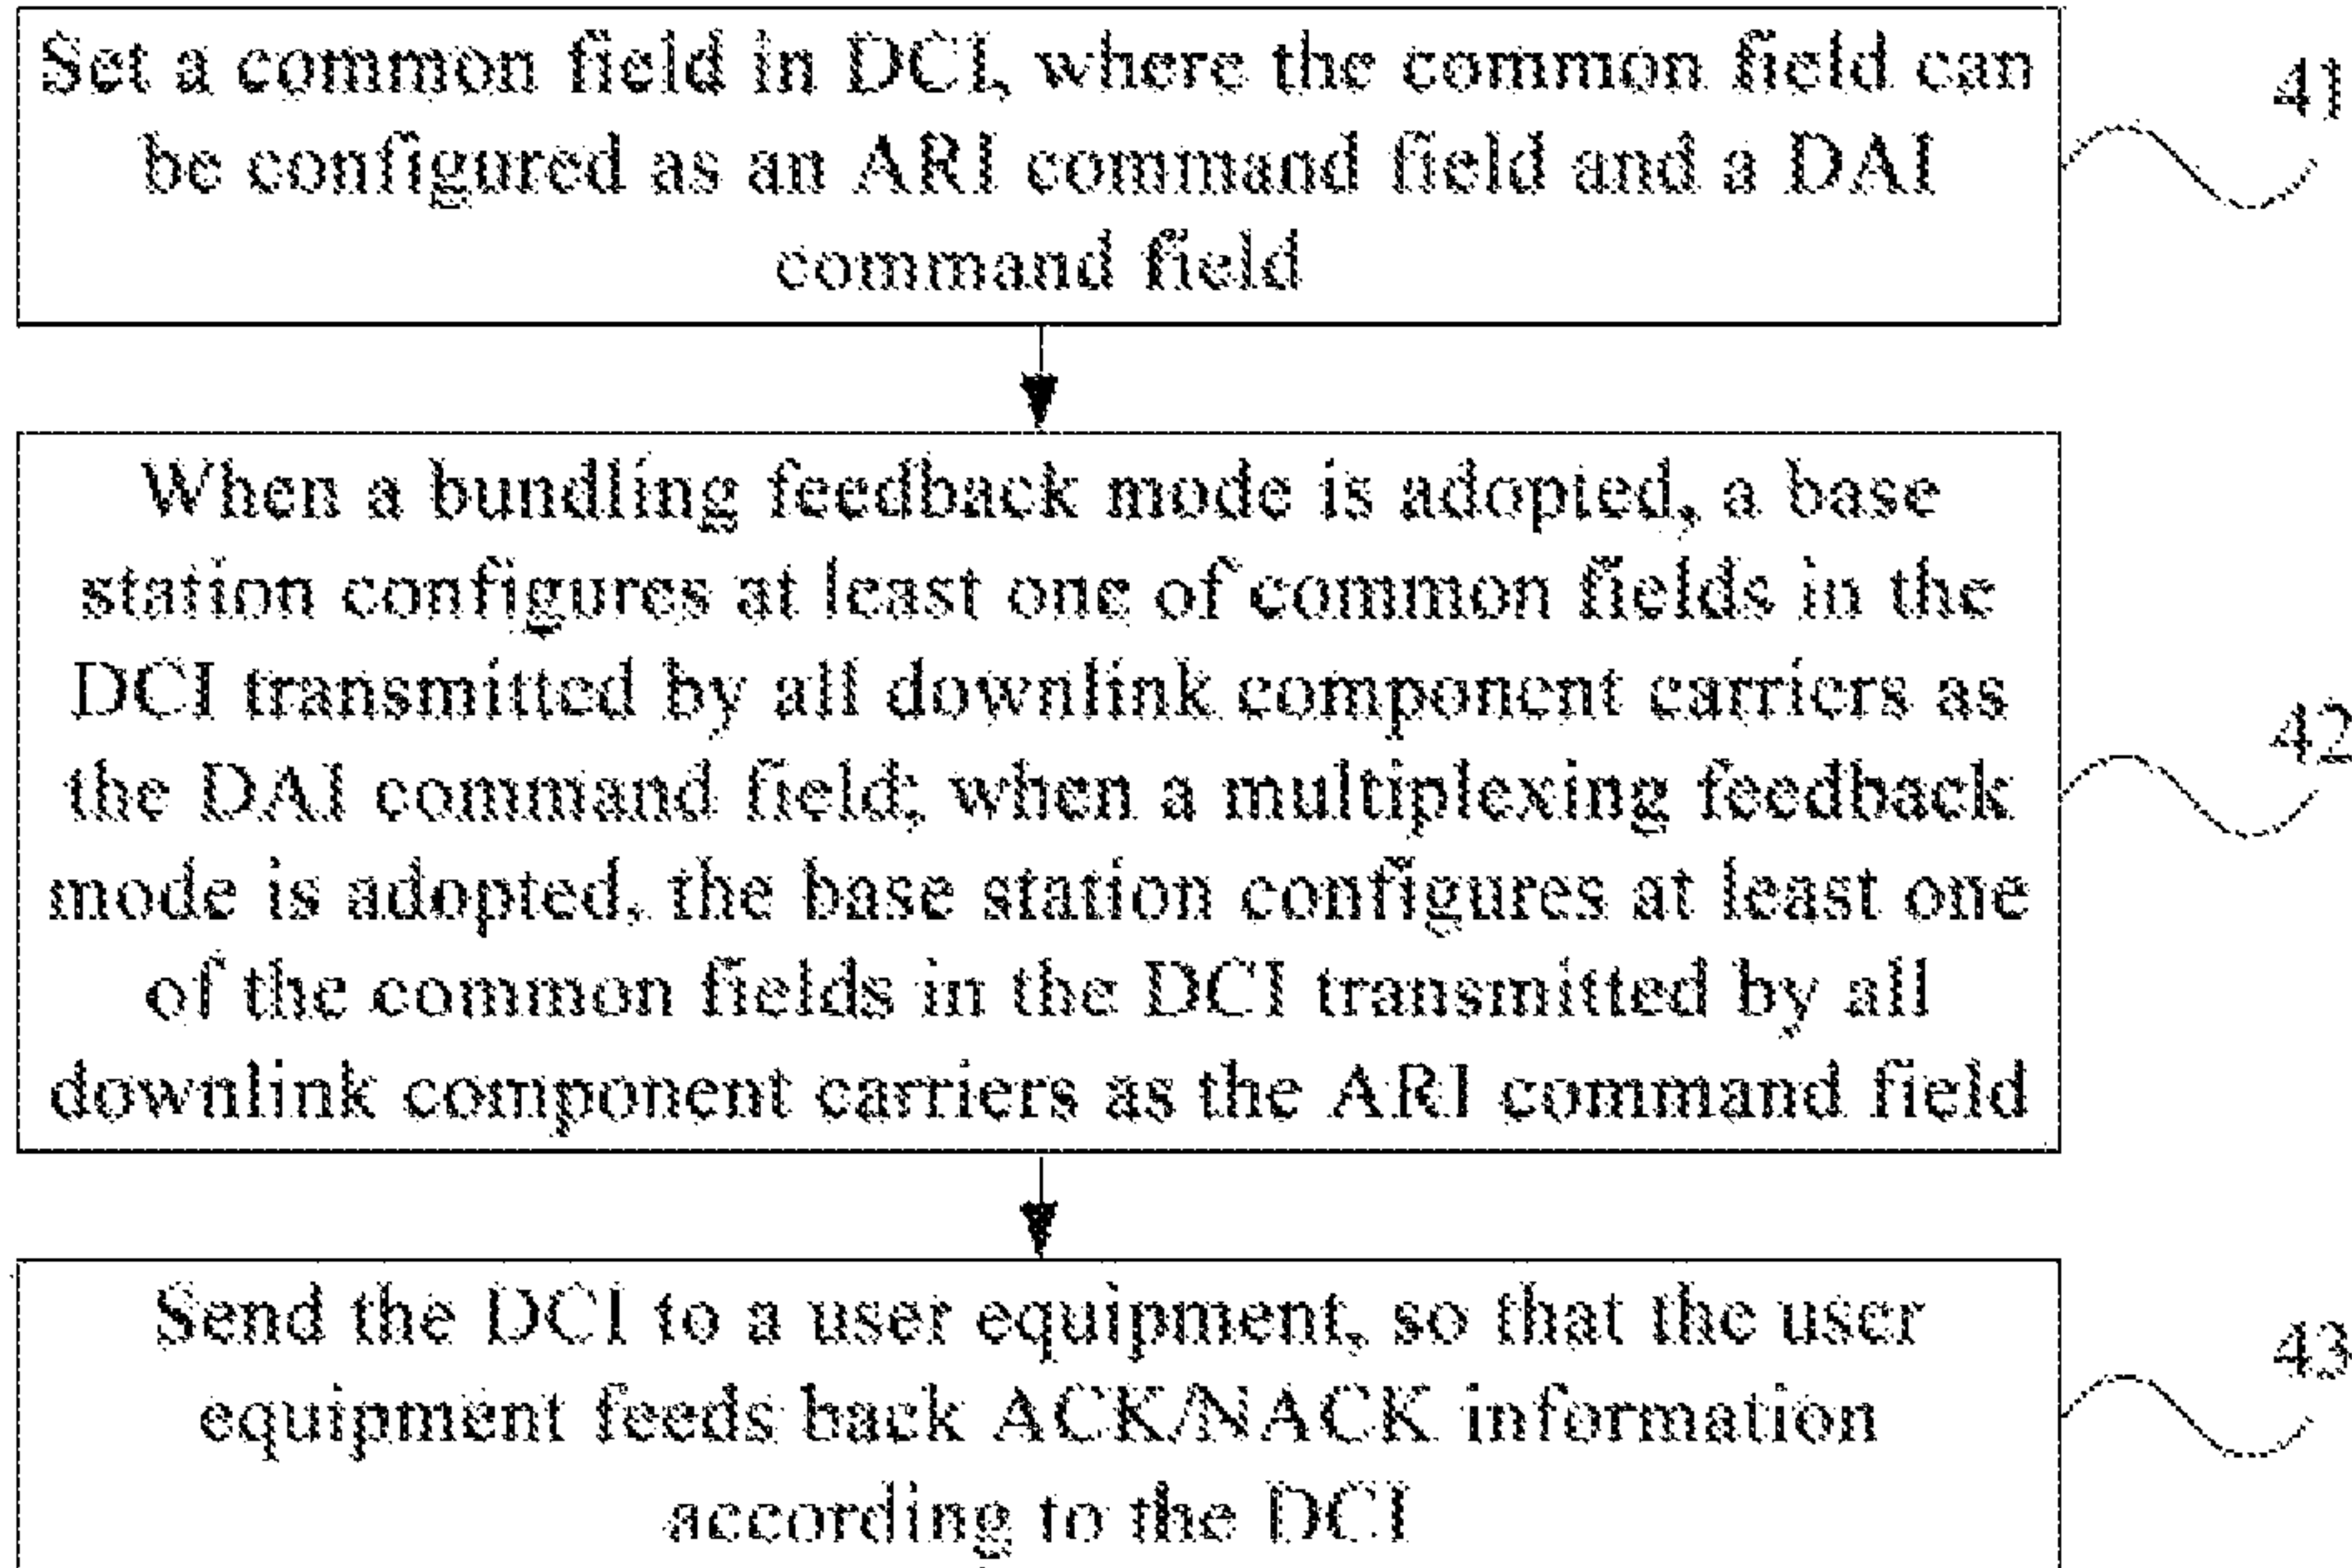 Set a common field in DCI, where the common field can
be configured as an ARI command field and a DAI
command field
41
When a bundling feedback mode is adopted, a base
station configures at least one of common fields in the
DCI transmitted by all downlink component carriers as
the DAI command field; when a multiplexing feedback
mode is adopted, the base station configures at least one
of the common fields in the DCI transmitted by all
downlink component carriers as the ARI command field
42
Send the DCI to a user equipment, so that the user
equipment feeds back ACK/NACK information
according to the DCI
43